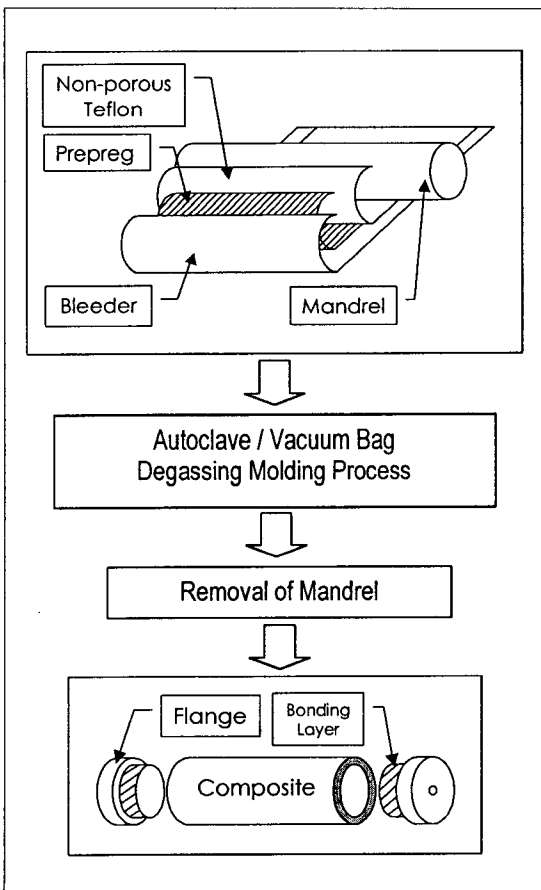 Non-porous
Teflon
Prepreg
Bleeder
Mandrel
Autoclave / Vacuum Bag
Degassing Molding Process
Removal of Mandrel
Flange
Bonding
Layer
Composite